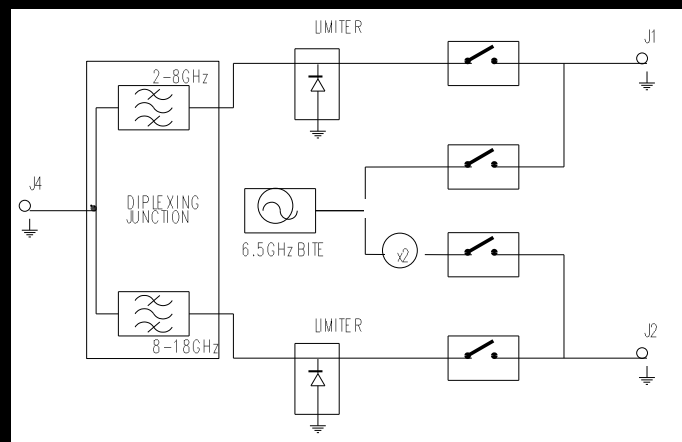 LIMITER
J1
2-8GHz
J4
DIPLEXING
JUNCTION
6.5GHz BITE
x2
LIMITER
J2
8-18GHz